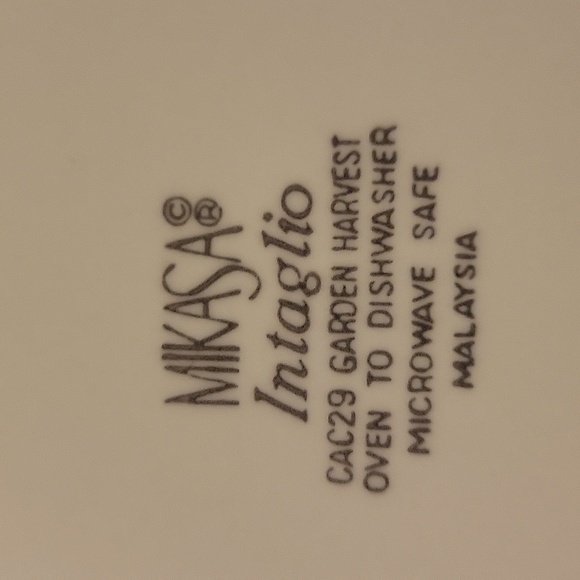 MIKASA ©®
Intaglio
CAC29 GARDEN HARVEST
OVEN TO DISHWASHER
MICROWAVE SAFE
MALAYSIA